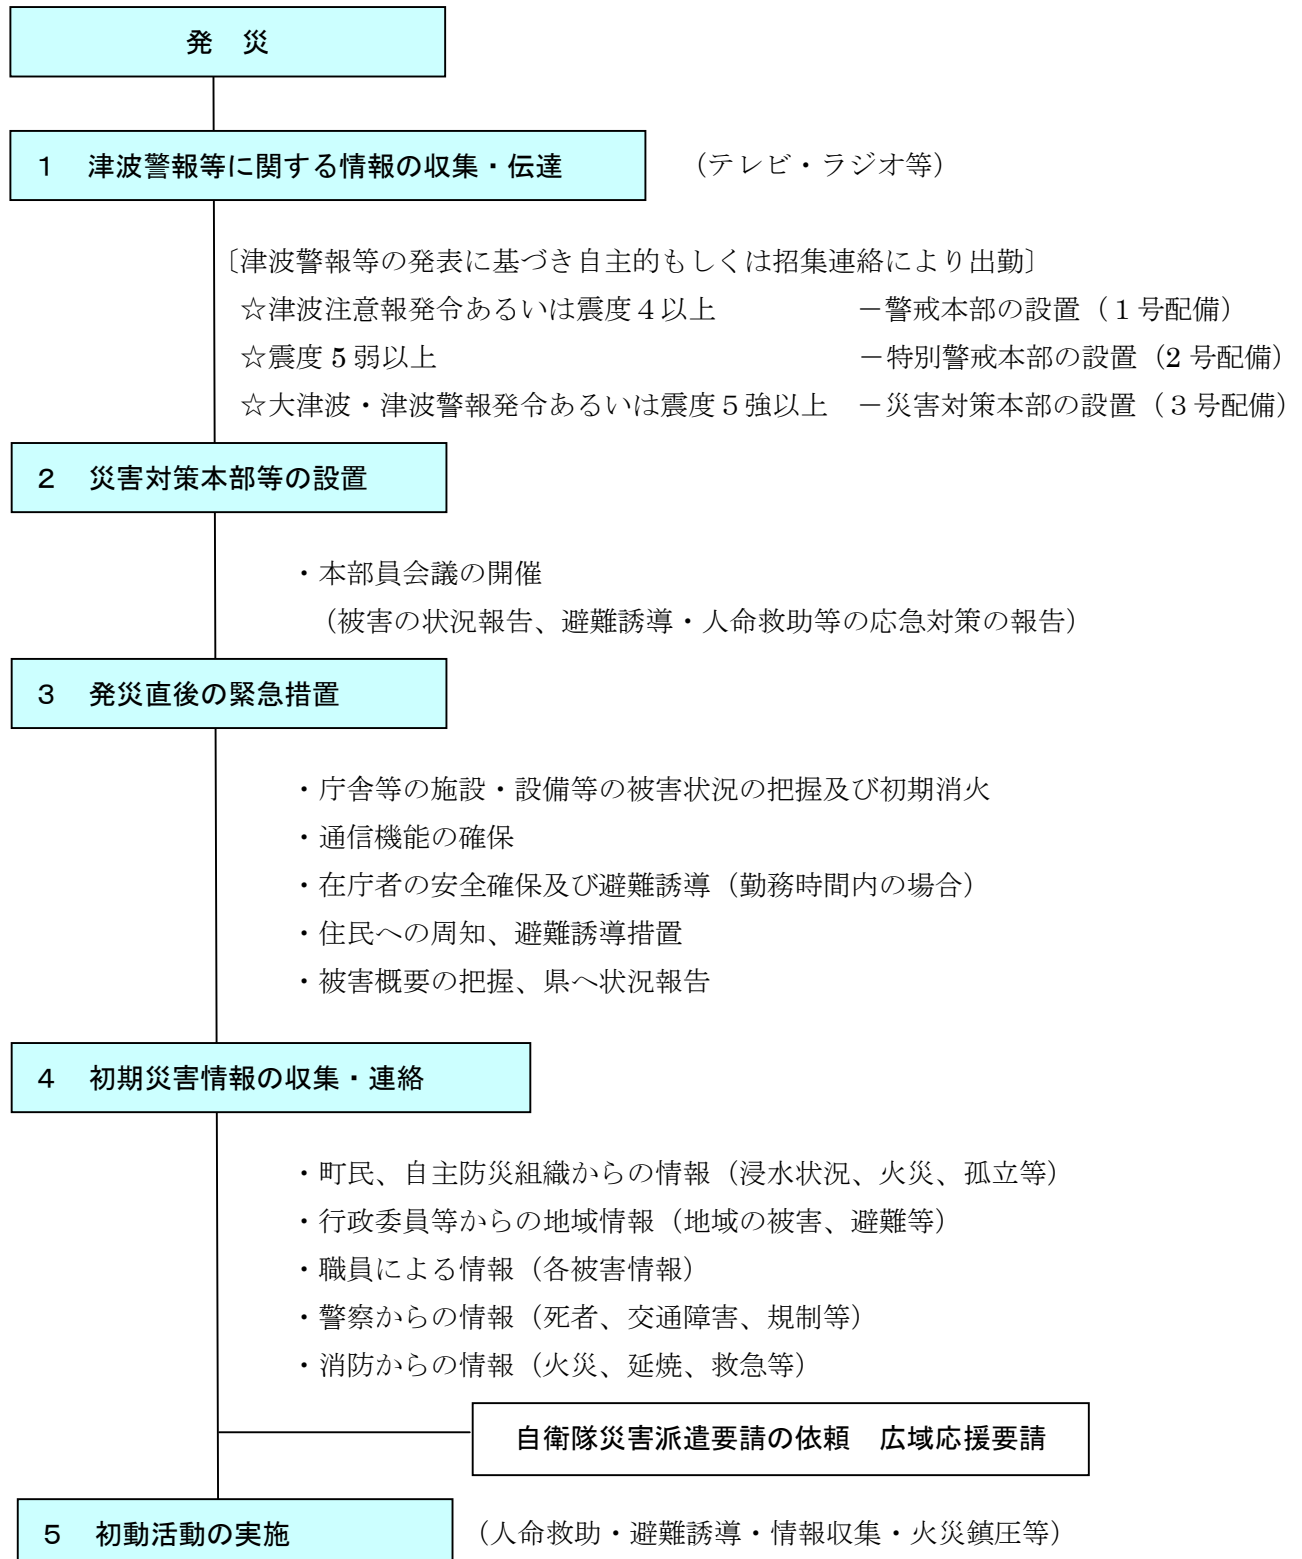 発　災
１　津波警報等に関する情報の収集・伝達　（テレビ・ラジオ等）
〔津波警報等の発表に基づき自主的もしくは招集連絡により出勤〕
☆津波注意報発令あるいは震度４以上　－警戒本部の設置（１号配備）
☆震度 5 弱以上　－特別警戒本部の設置（2 号配備）
☆大津波・津波警報発令あるいは震度５強以上　－災害対策本部の設置（３号配備）
２　災害対策本部等の設置
・本部員会議の開催
（被害の状況報告、避難誘導・人命救助等の応急対策の報告）
３　発災直後の緊急措置
・庁舎等の施設・設備等の被害状況の把握及び初期消火
・通信機能の確保
・在庁者の安全確保及び避難誘導（勤務時間内の場合）
・住民への周知、避難誘導措置
・被害概要の把握、県へ状況報告
４　初期災害情報の収集・連絡
・町民、自主防災組織からの情報（浸水状況、火災、孤立等）
・行政委員等からの地域情報（地域の被害、避難等）
・職員による情報（各被害情報）
・警察からの情報（死者、交通障害、規制等）
・消防からの情報（火災、延焼、救急等）
自衛隊災害派遣要請の依頼　広域応援要請
５　初動活動の実施　（人命救助・避難誘導・情報収集・火災鎮圧等）